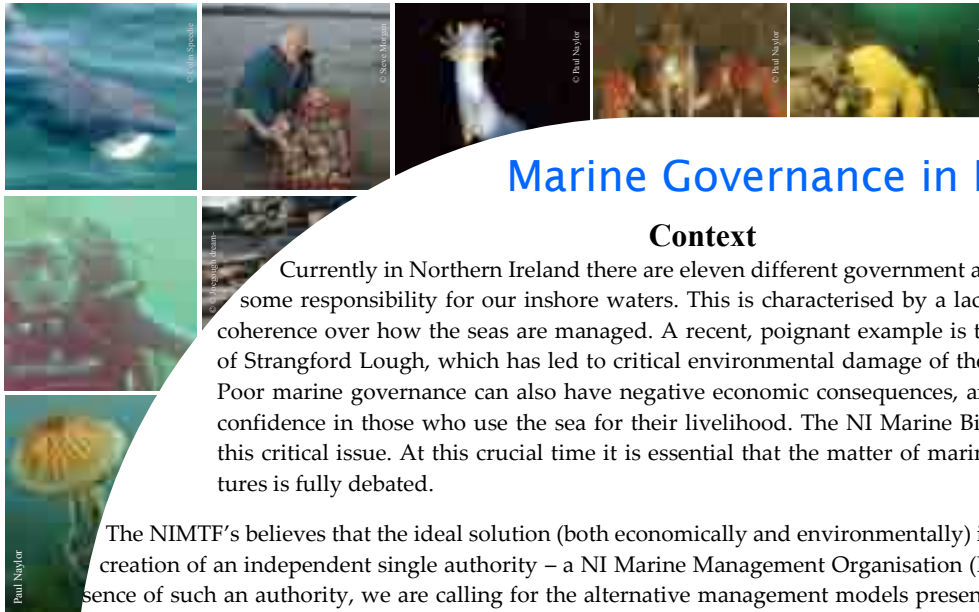 © Colin Speedie
© Steve Morgan
© Paul Naylor
© Paul Naylor
© Paul Naylor
Marine Governance in
Context
Currently in Northern Ireland there are eleven different government
some responsibility for our inshore waters. This is characterised by a
coherence over how the seas are managed. A recent, poignant example is
of Strangford Lough, which has led to critical environmental damage of
Poor marine governance can also have negative economic consequences,
confidence in those who use the sea for their livelihood. The NI Marine
this critical issue. At this crucial time it is essential that the matter of
tures is fully debated.
The NIMTF’s believes that the ideal solution (both economically and environmentally)
creation of an independent single authority – a NI Marine Management Organisation
sence of such an authority, we are calling for the alternative management models
Paul Naylor